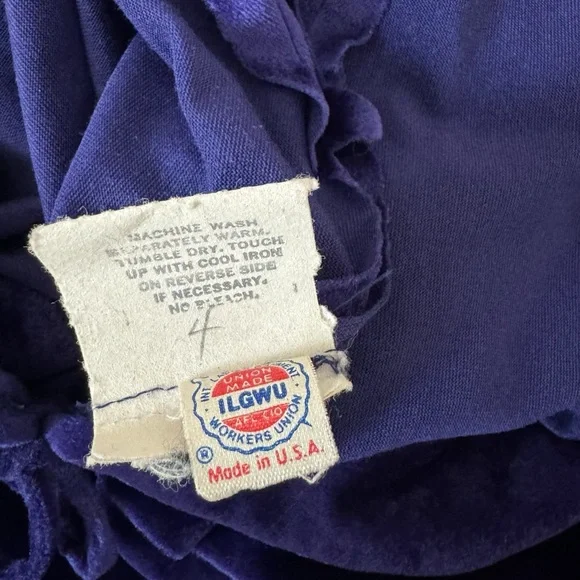 MACHINE WASH
SEPARATELY WARM.
TUMBLE DRY. TOUCH
UP WITH COOL IRON
ON REVERSE SIDE
IF NECESSARY.
NO BLEACH.
4
UNION
MADE
ILGWU
AFL-CIO
WORKERS UNION
®
Made in U.S.A.